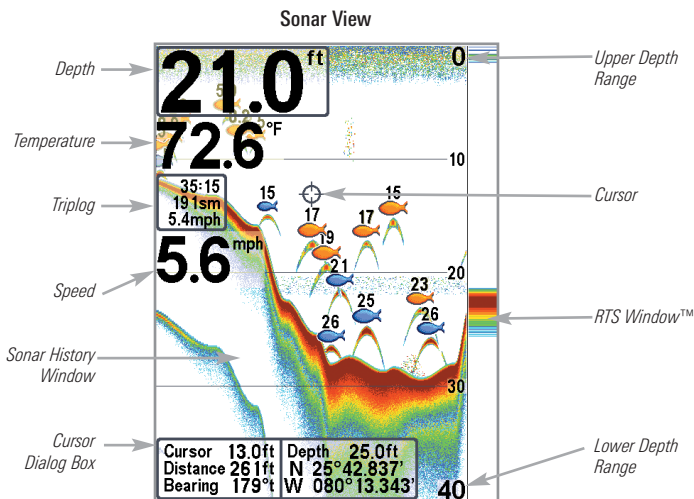 Sonar View
Depth
21.0 ft
0
Upper Depth
Range
Temperature
72.6 °F
10
Triplog
35:15
191sm
5.4mph
15
Cursor
15
17
17
19
5.6 mph
Speed
20
21
23
25
26
26
RTS Window™
Sonar History
Window
30
Cursor
Dialog Box
Cursor 13.0ft
Distance 261ft
Bearing 179°t
Depth 25.0ft
N 25°42.837'
W 080°13.343'
40
Lower Depth
Range